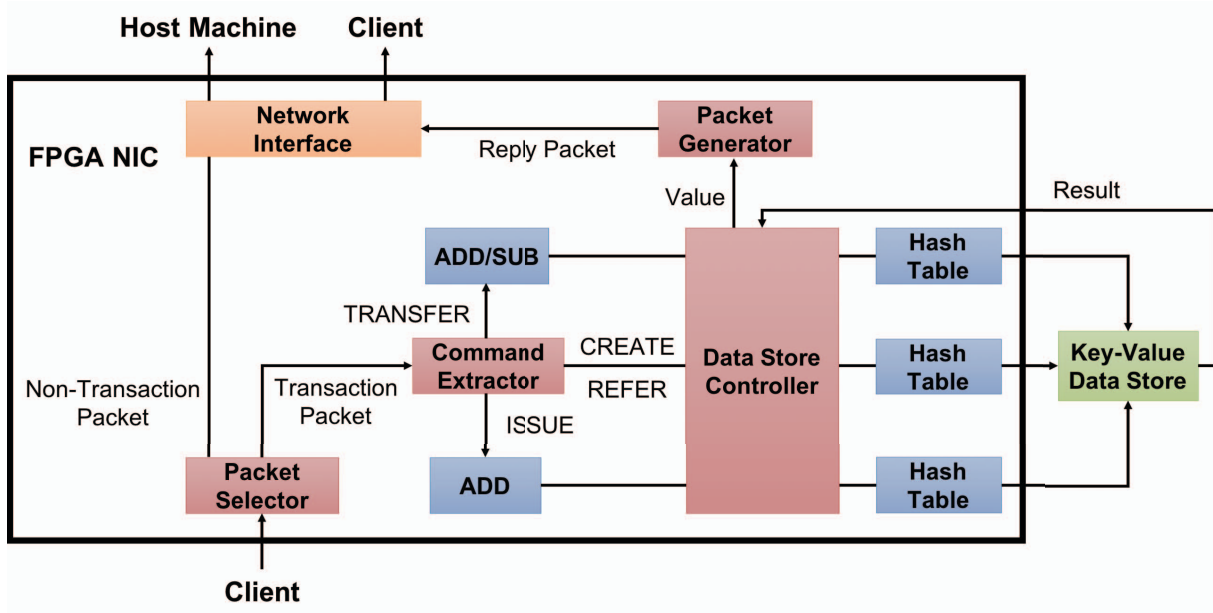 Host Machine
Client
Network
Interface
Packet
Generator
FPGA NIC
Reply Packet
Value
Result
ADD/SUB
Hash
Table
TRANSFER
Command
Extractor
CREATE
REFER
Data Store
Controller
Hash
Table
Key-Value
Data Store
Non-Transaction
Packet
Transaction
Packet
ISSUE
Packet
Selector
ADD
Hash
Table
Client